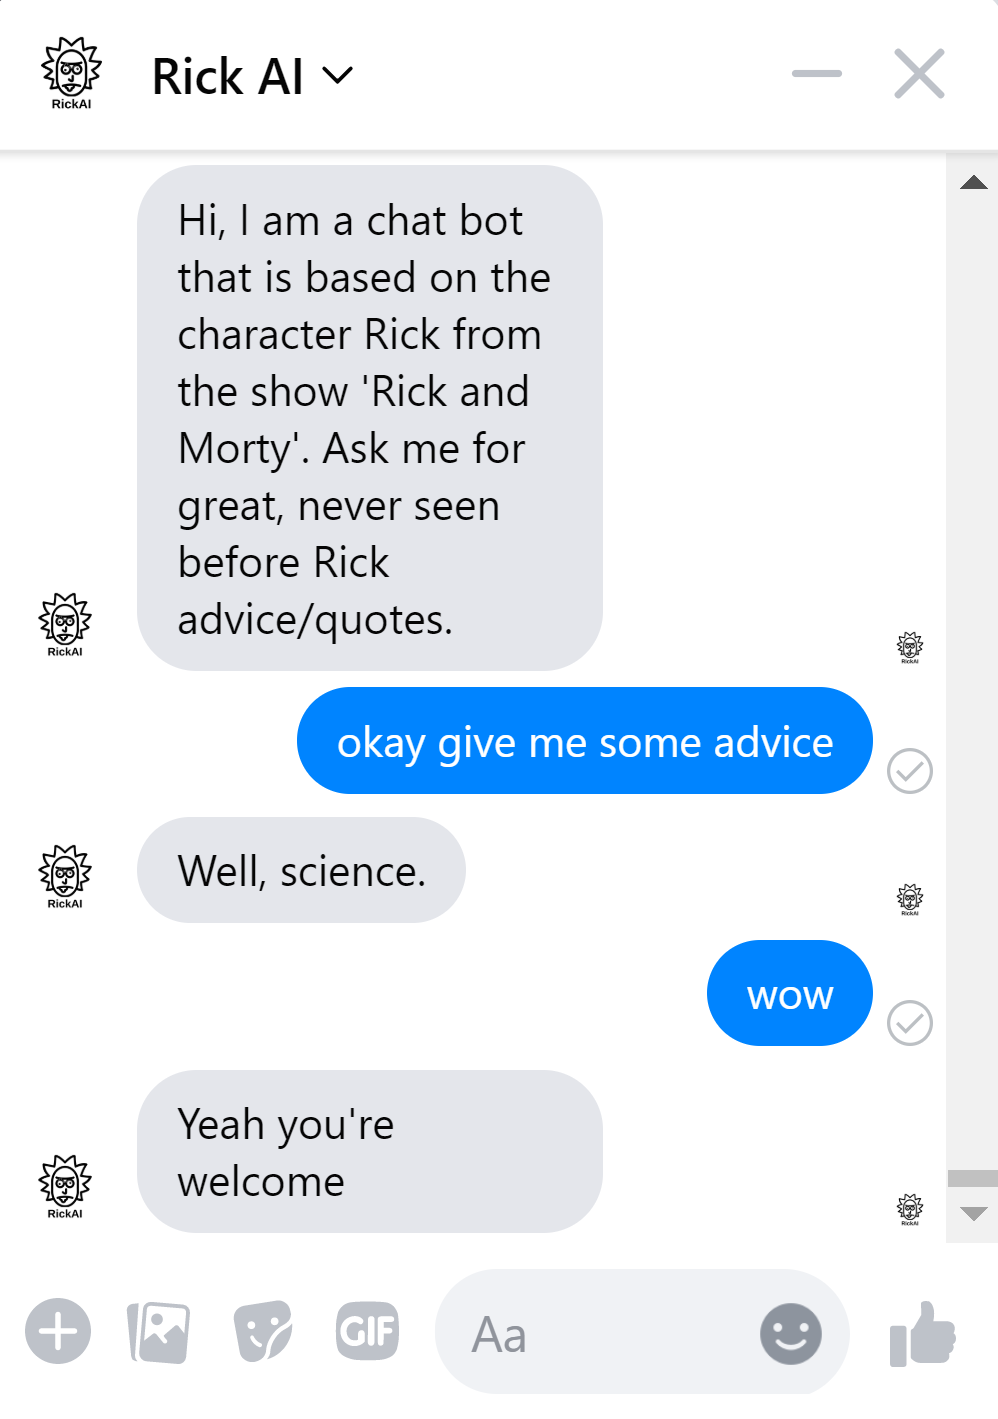 RickAI
Rick AI
Hi, I am a chat bot
that is based on the
character Rick from
the show 'Rick and
Morty'. Ask me for
great, never seen
before Rick
advice/quotes.
RickAI
RickAI
okay give me some advice
Well, science.
RickAI
RickAI
wow
Yeah you're
welcome
RickAI
RickAI
GIF
Aa